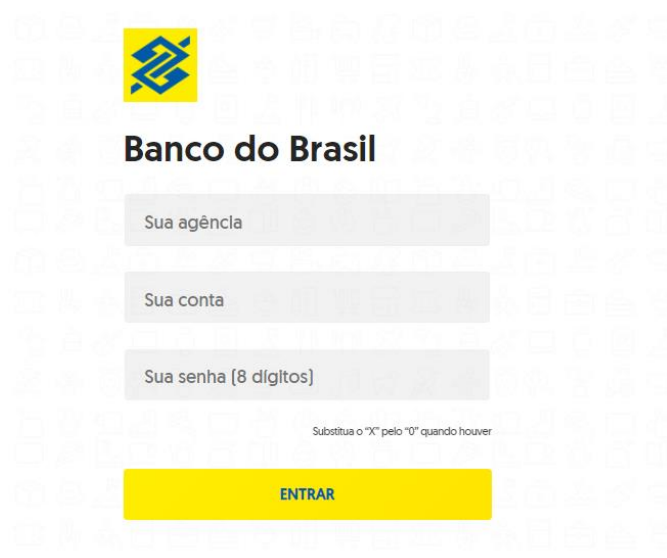 Banco do Brasil
Sua agência
Sua conta
Sua senha (8 dígitos)
Substitua o "X" pelo "0" quando houver
ENTRAR